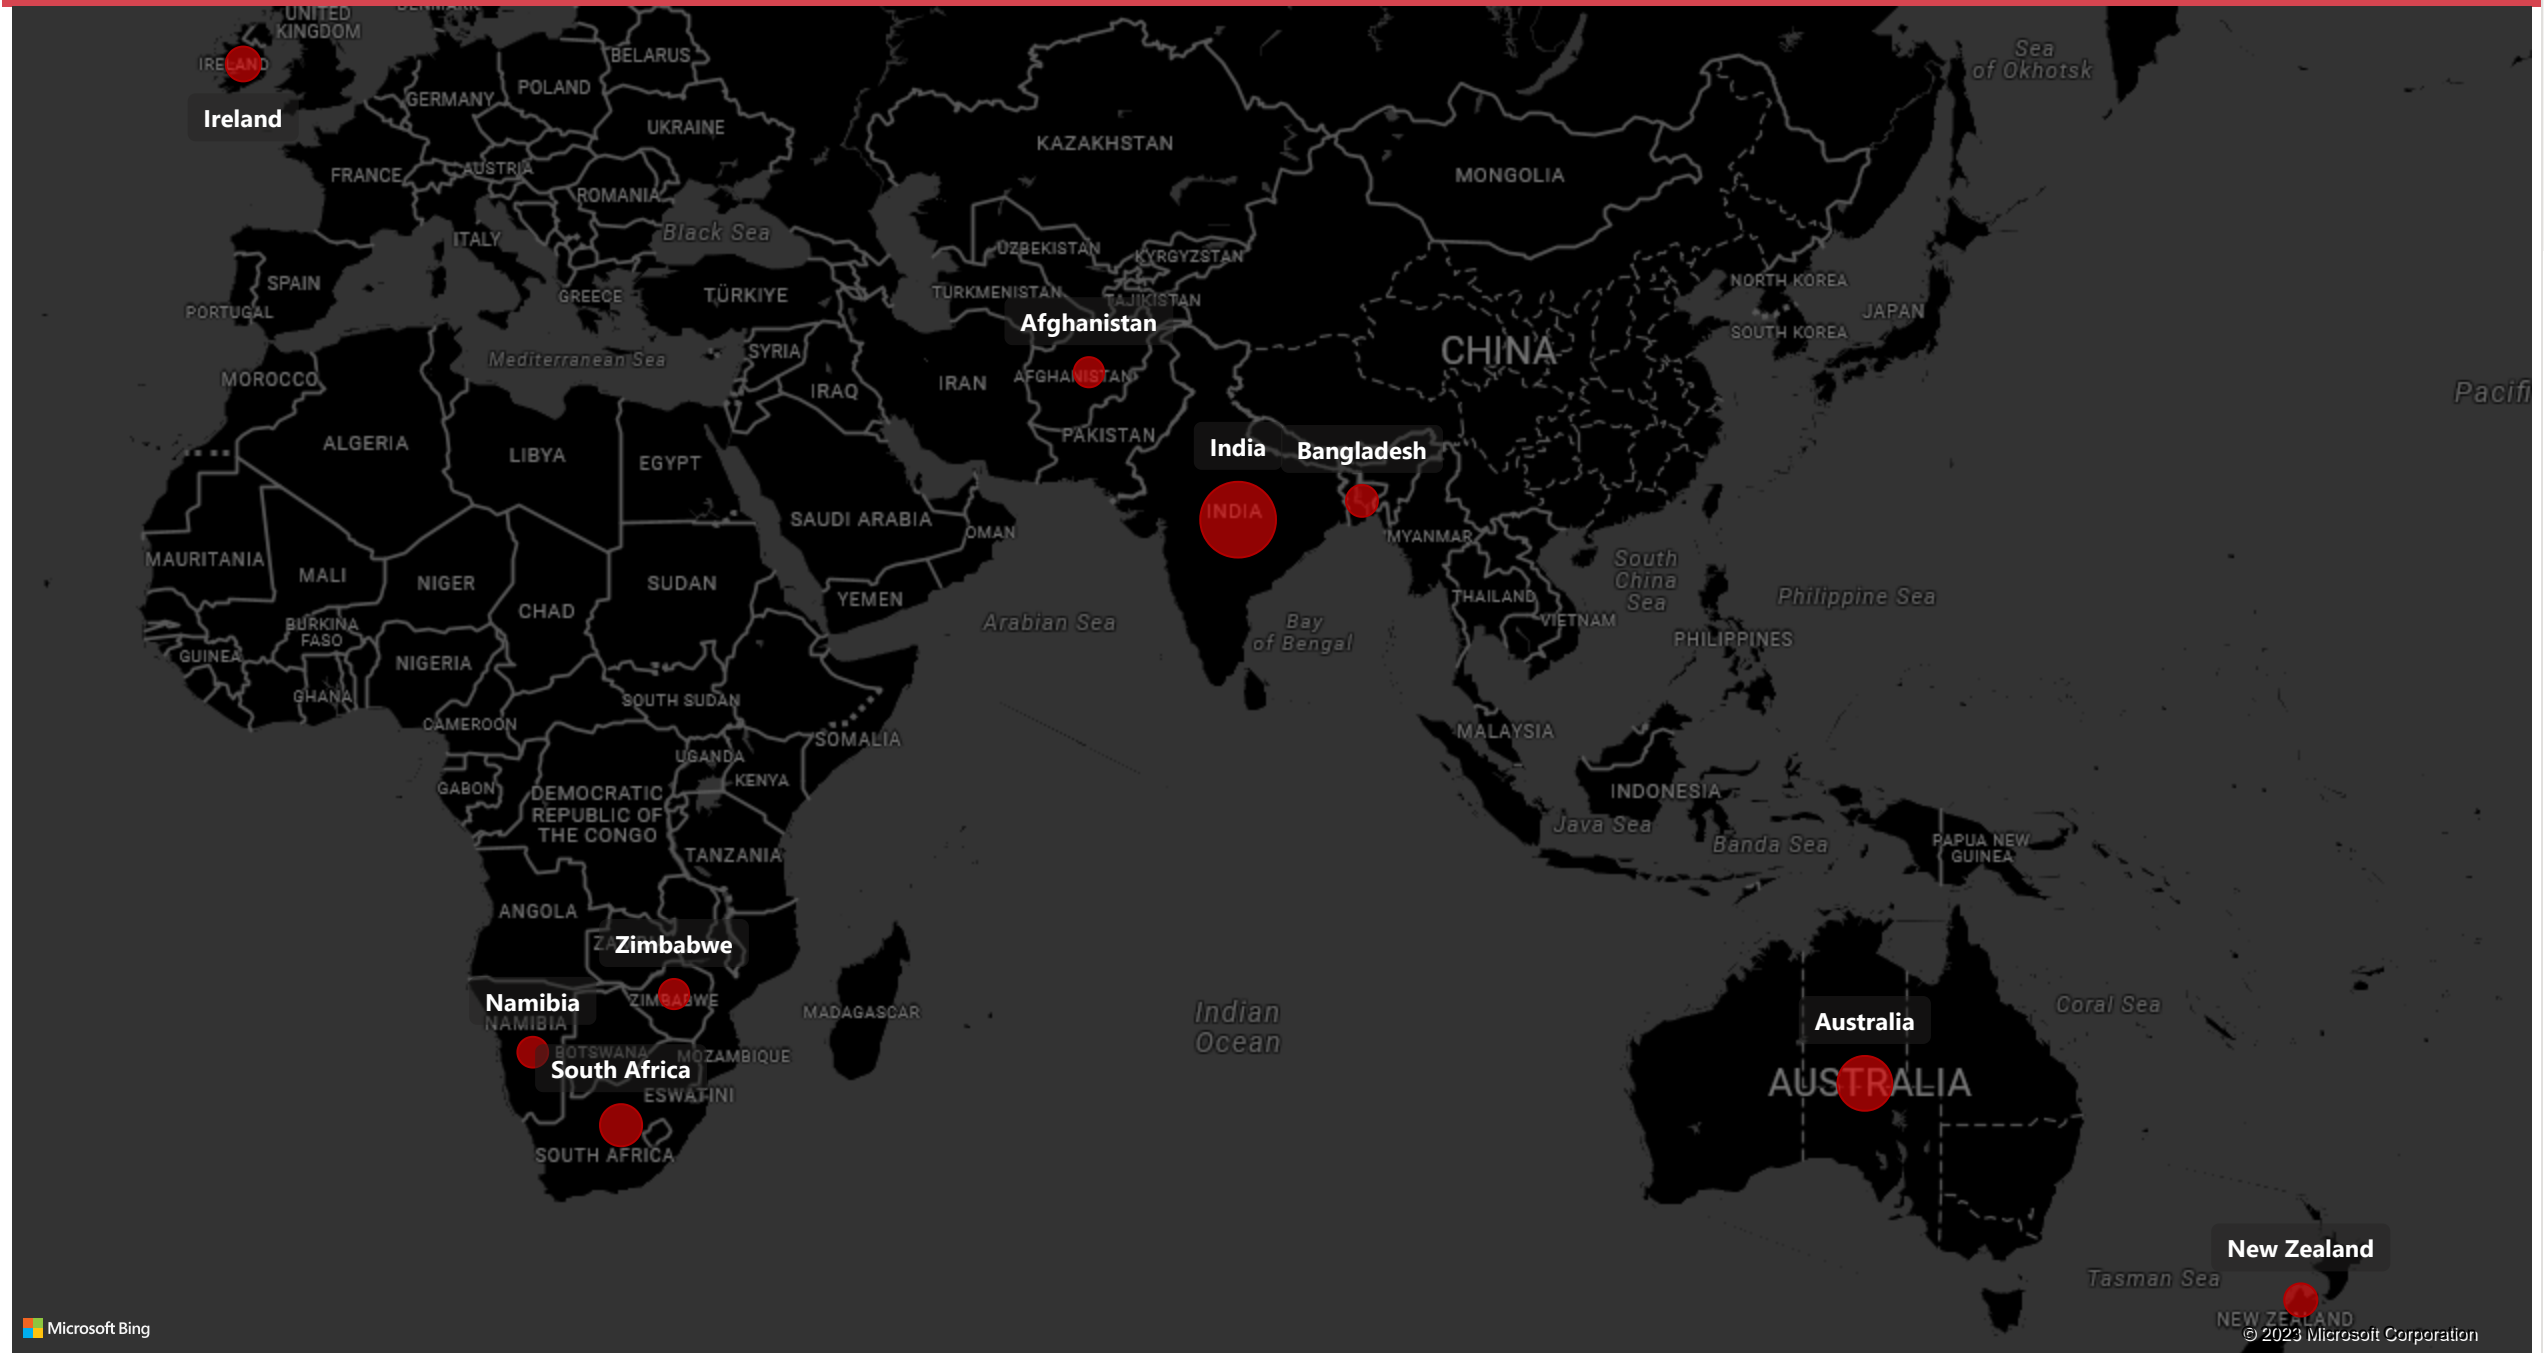 UNITED
KINGDOM
IRELAND
Ireland
BELARUS
POLAND
GERMANY
UKRAINE
FRANCE
AUSTRIA
ROMANIA
ITALY
Black Sea
SPAIN
PORTUGAL
GREECE
TÜRKİYE
Mediterranean Sea
SYRIA
IRAQ
IRAN
KAZAKHSTAN
UZBEKISTAN
KYRGYZSTAN
TURKMENISTAN
TAJIKISTAN
Afghanistan
AFGHANISTAN
PAKISTAN
MONGOLIA
CHINA
NORTH KOREA
SOUTH KOREA
JAPAN
Sea
of Okhotsk
Pacifi
India
INDIA
Bangladesh
MYANMAR
THAILAND
VIETNAM
South
China
Sea
Philippine Sea
PHILIPPINES
Arabian Sea
Bay
of Bengal
MOROCCO
ALGERIA
LIBYA
EGYPT
SAUDI ARABIA
OMAN
YEMEN
MAURITANIA
MALI
NIGER
CHAD
SUDAN
BURKINA
FASO
GUINEA
GHANA
NIGERIA
CAMEROON
SOUTH SUDAN
SOMALIA
UGANDA
KENYA
GABON
DEMOCRATIC
REPUBLIC OF
THE CONGO
TANZANIA
ANGOLA
Zimbabwe
ZIMBABWE
Namibia
NAMIBIA
BOTSWANA
MOZAMBIQUE
MADAGASCAR
South Africa
ESWATINI
SOUTH AFRICA
Indian
Ocean
MALAYSIA
INDONESIA
Java Sea
Banda Sea
PAPUA NEW
GUINEA
Coral Sea
Australia
AUSTRALIA
New Zealand
Tasman Sea
NEW ZEALAND
Microsoft Bing
© 2023 Microsoft Corporation